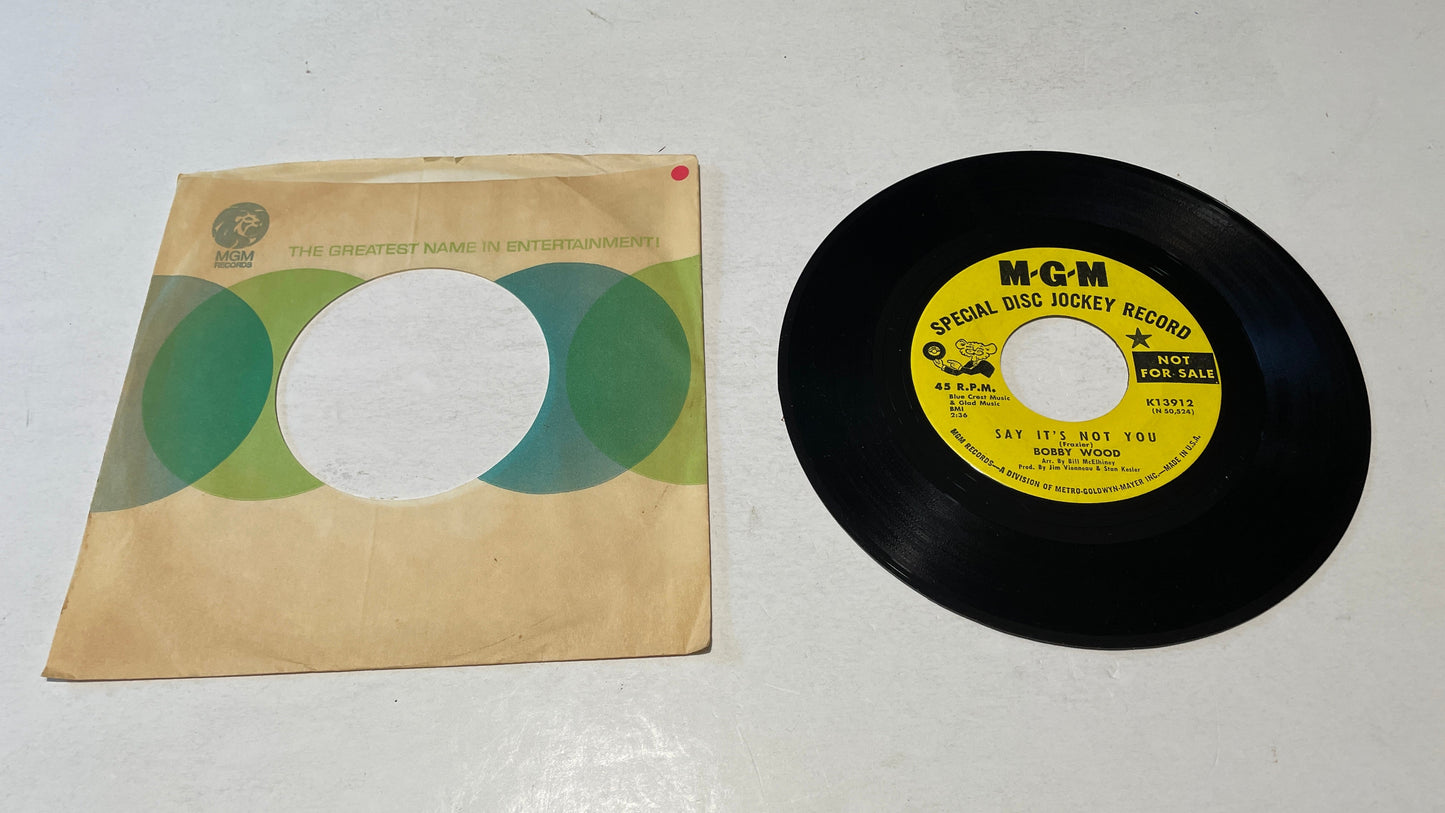 MGM
RECORDS
THE GREATEST NAME IN ENTERTAINMENT!
M-G-M
SPECIAL DISC JOCKEY RECORD
NOT
FOR SALE
45 R.P.M.
Blue Crest Music
& Glad Music
BMI
2:36
K13912
(N 50,524)
SAY IT'S NOT YOU
(Frazier)
BOBBY WOOD
Arr. By Bill McElhiney
Prod. By Jim Vienneau & Stan Kesler
MGM RECORDS—A DIVISION OF METRO-GOLDWYN-MAYER INC.—MADE IN U.S.A.